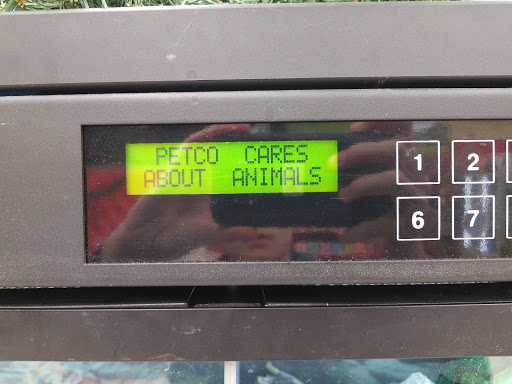 PETCO CARES
ABOUT ANIMALS
1 2
6 7